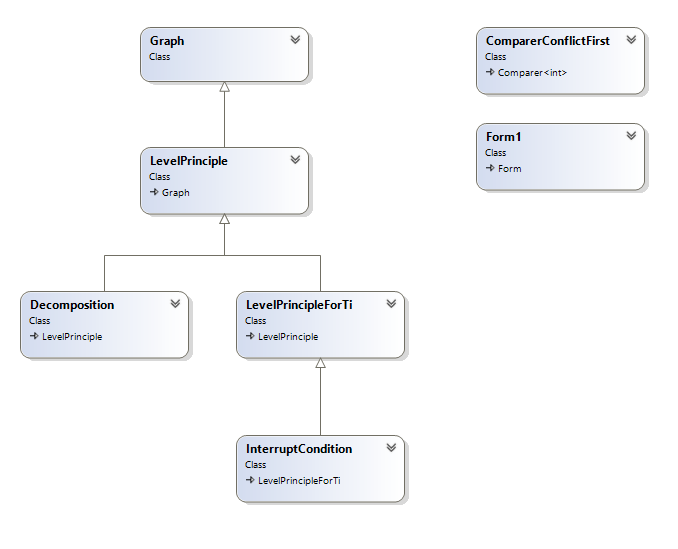 Graph
Class
ComparerConflictFirst
Class
Comparer<int>
Form1
Class
Form
LevelPrinciple
Class
Graph
Decomposition
Class
LevelPrinciple
LevelPrincipleForTi
Class
LevelPrinciple
InterruptCondition
Class
LevelPrincipleForTi